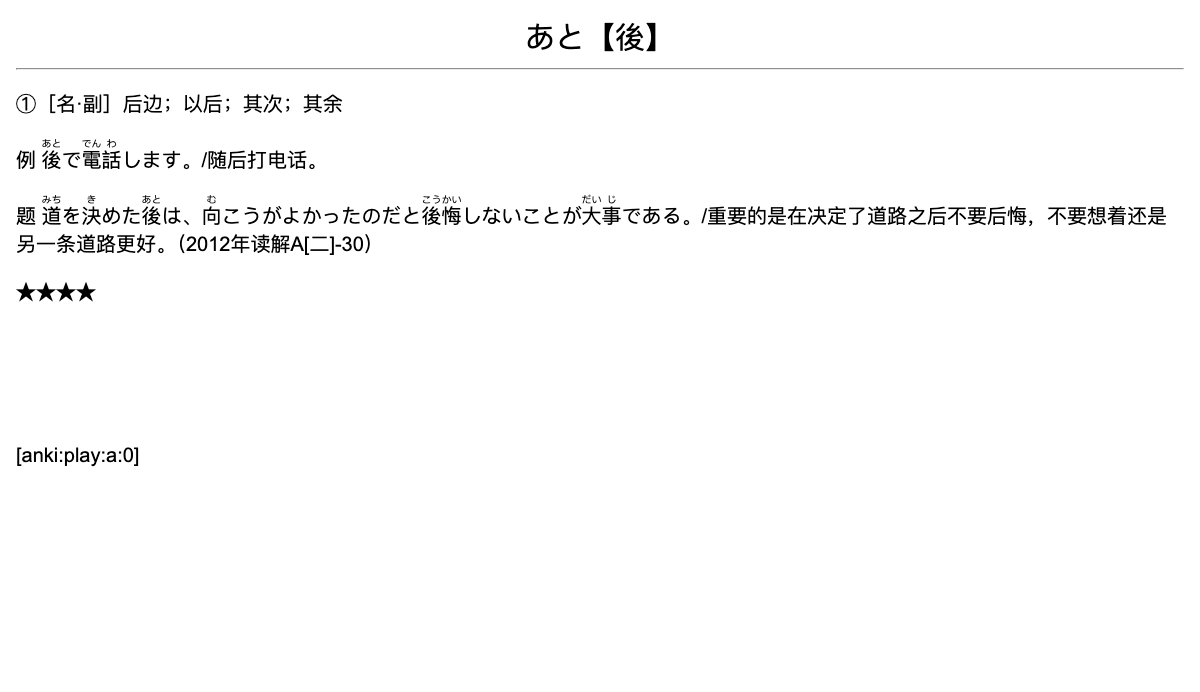 あと【後】
①［名·副］后边；以后；其次；其余
あと でん わ
例 後で電話します。/随后打电话。
みち き あと む こうかい だい じ
题 道を決めた後は、向こうがよかったのだと後悔しないことが大事である。/重要的是在决定了道路之后不要后悔，不要想着还是
另一条道路更好。（2012年读解A[二]-30）
★★★★
[anki:play:a:0]